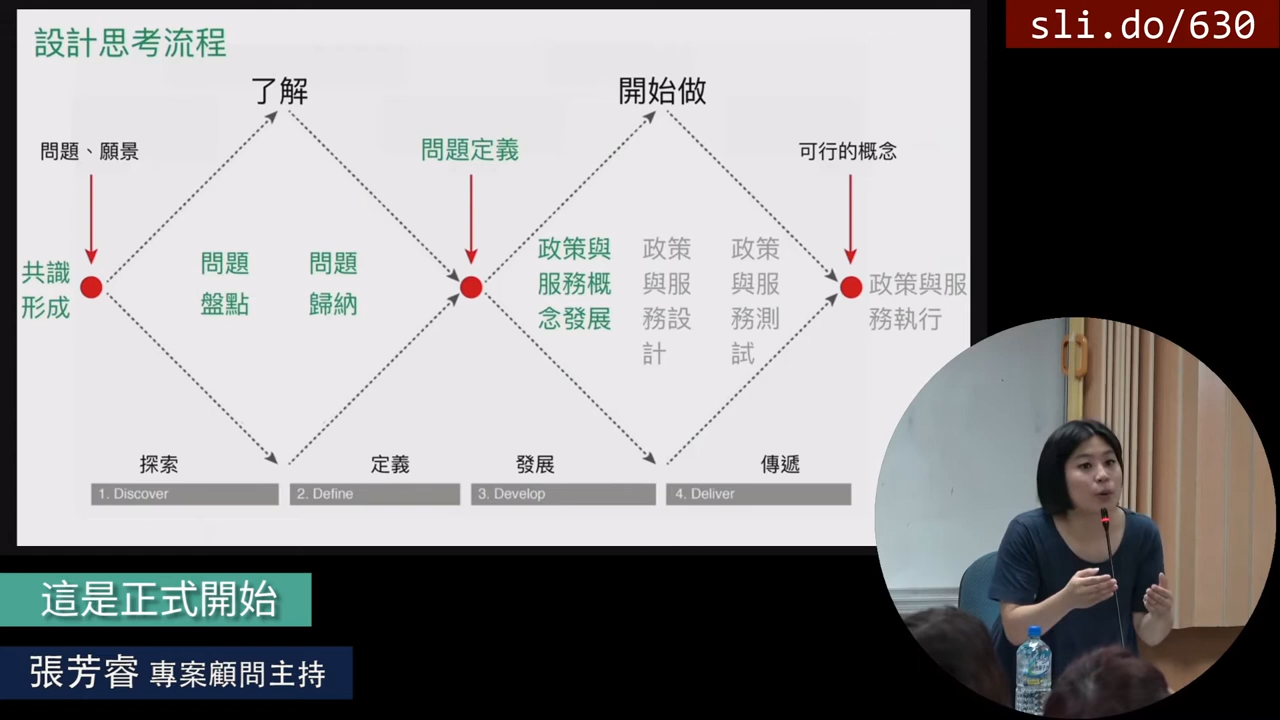 sli.do/630
設計思考流程
了解
開始做
問題、願景
問題定義
可行的概念
共識
形成
問題
盤點
問題
歸納
政策與
服務概
念發展
政策
與服
務設
計
政策
與服
務測
試
政策與服
務執行
探索
定義
發展
傳遞
1. Discover
2. Define
3. Develop
4. Deliver
這是正式開始
張芳睿 專案顧問主持